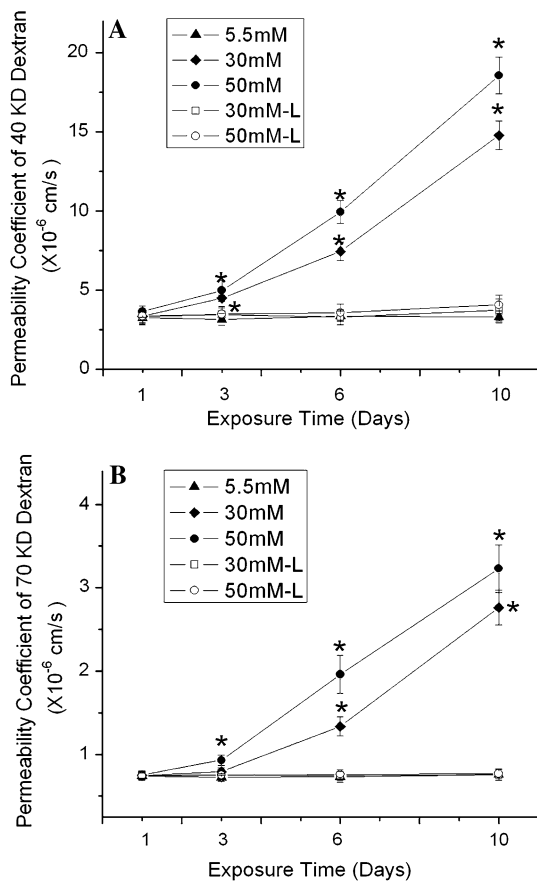 A
5.5mM
30mM
50mM
30mM-L
50mM-L
Permeability Coefficient of 40 KD Dextran
(X10⁻⁶ cm/s)
20
15
10
5
0
* * * * * *
1 3 6 10
Exposure Time (Days)
B
5.5mM
30mM
50mM
30mM-L
50mM-L
Permeability Coefficient of 70 KD Dextran
(X10⁻⁶ cm/s )
4
3
2
1
* * * * *
1 3 6 10
Exposure Time (Days)